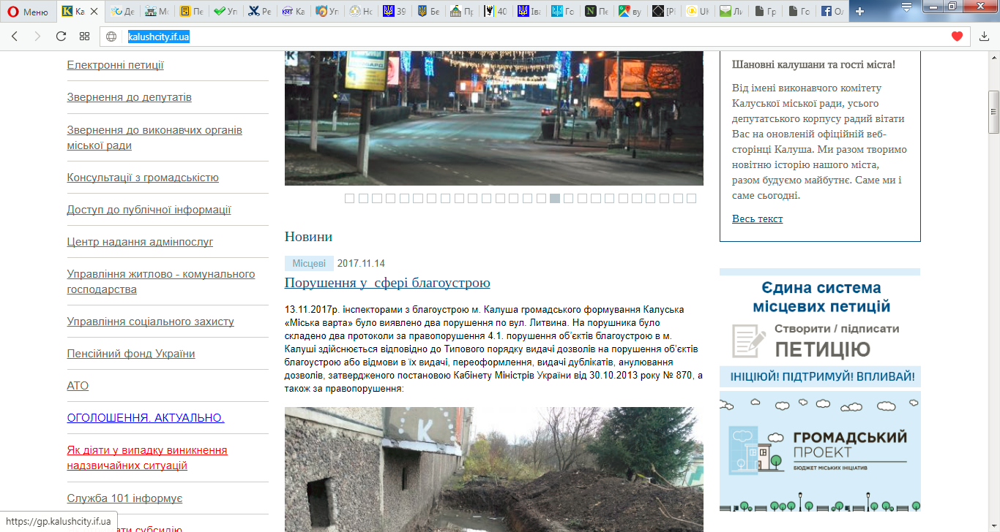 Меню
Ка
Де
Мо
Пе
Уп
Ре
Ка
Уп
Но
39
Бе
Пр
40
Іва
Го
Пе
ву
[Р
UK
Ли
Гр
Го
Ол
kalushcity.if.ua
Електронні петиції
Звернення до депутатів
Звернення до виконавчих органів
міської ради
Консультації з громадськістю
Доступ до публічної інформації
Центр надання адмінпослуг
Управління житлово - комунального
господарства
Управління соціального захисту
Пенсійний фонд України
АТО
ОГОЛОШЕННЯ. АКТУАЛЬНО.
Як діяти у випадку виникнення
надзвичайних ситуацій
Служба 101 інформує
ати субсидію
https://gp.kalushcity.if.ua
К
Новини
Місцеві 2017.11.14
Порушення у сфері благоустрою
13.11.2017р. інспекторами з благоустрою м. Калуша громадського формування Калуська
«Міська варта» було виявлено два порушення по вул. Литвина. На порушника було
складено два протоколи за правопорушення 4.1. порушення об’єктів благоустрою в м.
Калуші здійснюється відповідно до Типового порядку видачі дозволів на порушення об’єктів
благоустрою або відмови в їх видачі, переоформлення, видачі дублікатів, анулювання
дозволів, затвердженого постановою Кабінету Міністрів України від 30.10.2013 року № 870, а
також за правопорушення:
К
Шановні калушани та гості міста!
Від імені виконавчого комітету
Калуської міської ради, усього
депутатського корпусу радий вітати
Вас на оновленій офіційній веб-
сторінці Калуша. Ми разом творимо
новітню історію нашого міста,
разом будуємо майбутнє. Саме ми і
саме сьогодні.
Весь текст
Єдина система
місцевих петицій
Створити / підписати
ПЕТИЦІЮ
ІНІЦІЮЙ! ПІДТРИМУЙ! ВПЛИВАЙ!
ГРОМАДСЬКИЙ
ПРОЕКТ
БЮДЖЕТ МІСЬКИХ ІНІЦІАТИВ